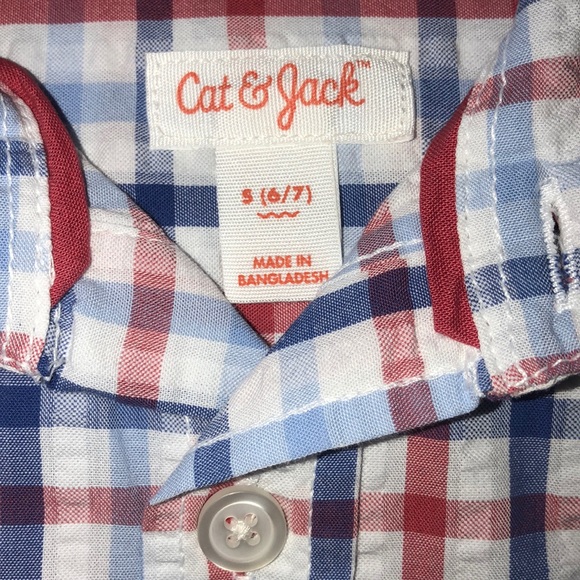 Cat & Jack™
S (6/7)
MADE IN
BANGLADESH